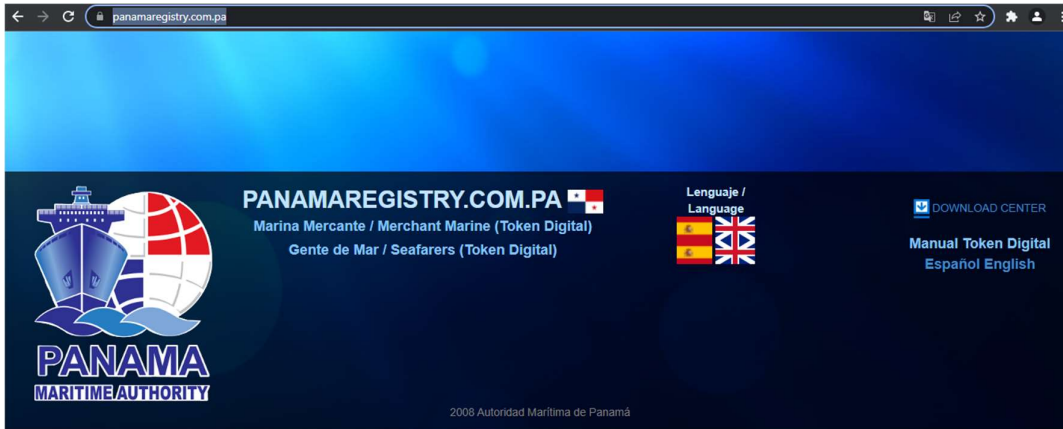 panamaregistry.com.pa
PANAMAREGISTRY.COM.PA
Marina Mercante / Merchant Marine (Token Digital)
Gente de Mar / Seafarers (Token Digital)
Lenguaje /
Language
DOWNLOAD CENTER
Manual Token Digital
Español English
PANAMA
MARITIME AUTHORITY
2008 Autoridad Marítima de Panamá